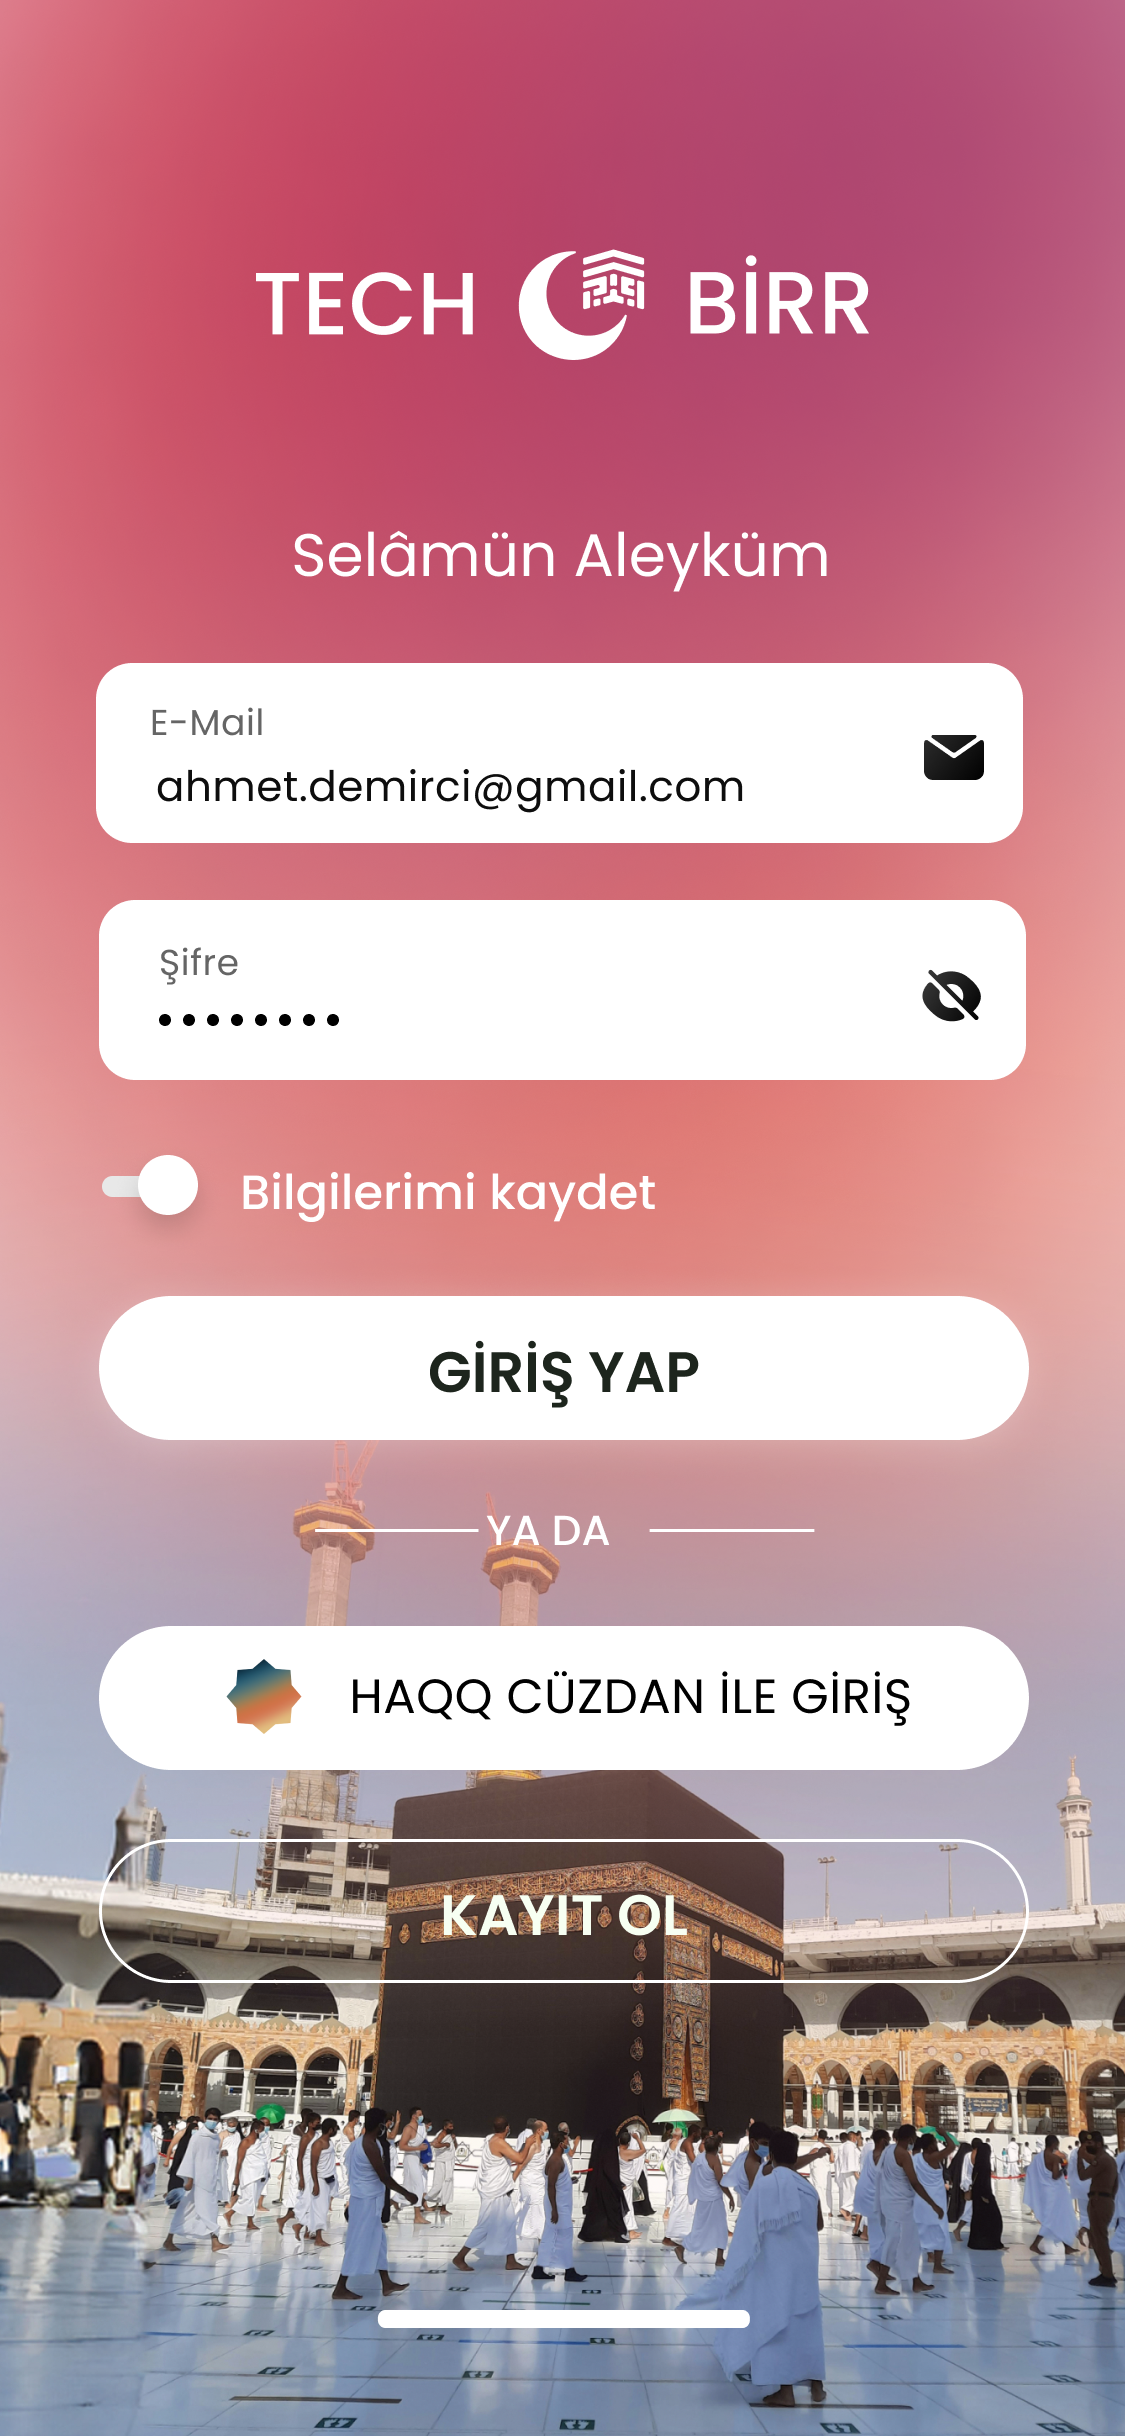 TECH BİRR
Selâmün Aleyküm
E-Mail
ahmet.demirci@gmail.com
Şifre
Bilgilerimi kaydet
GİRİŞ YAP
YA DA
HAQQ CÜZDAN İLE GİRİŞ
KAYIT OL